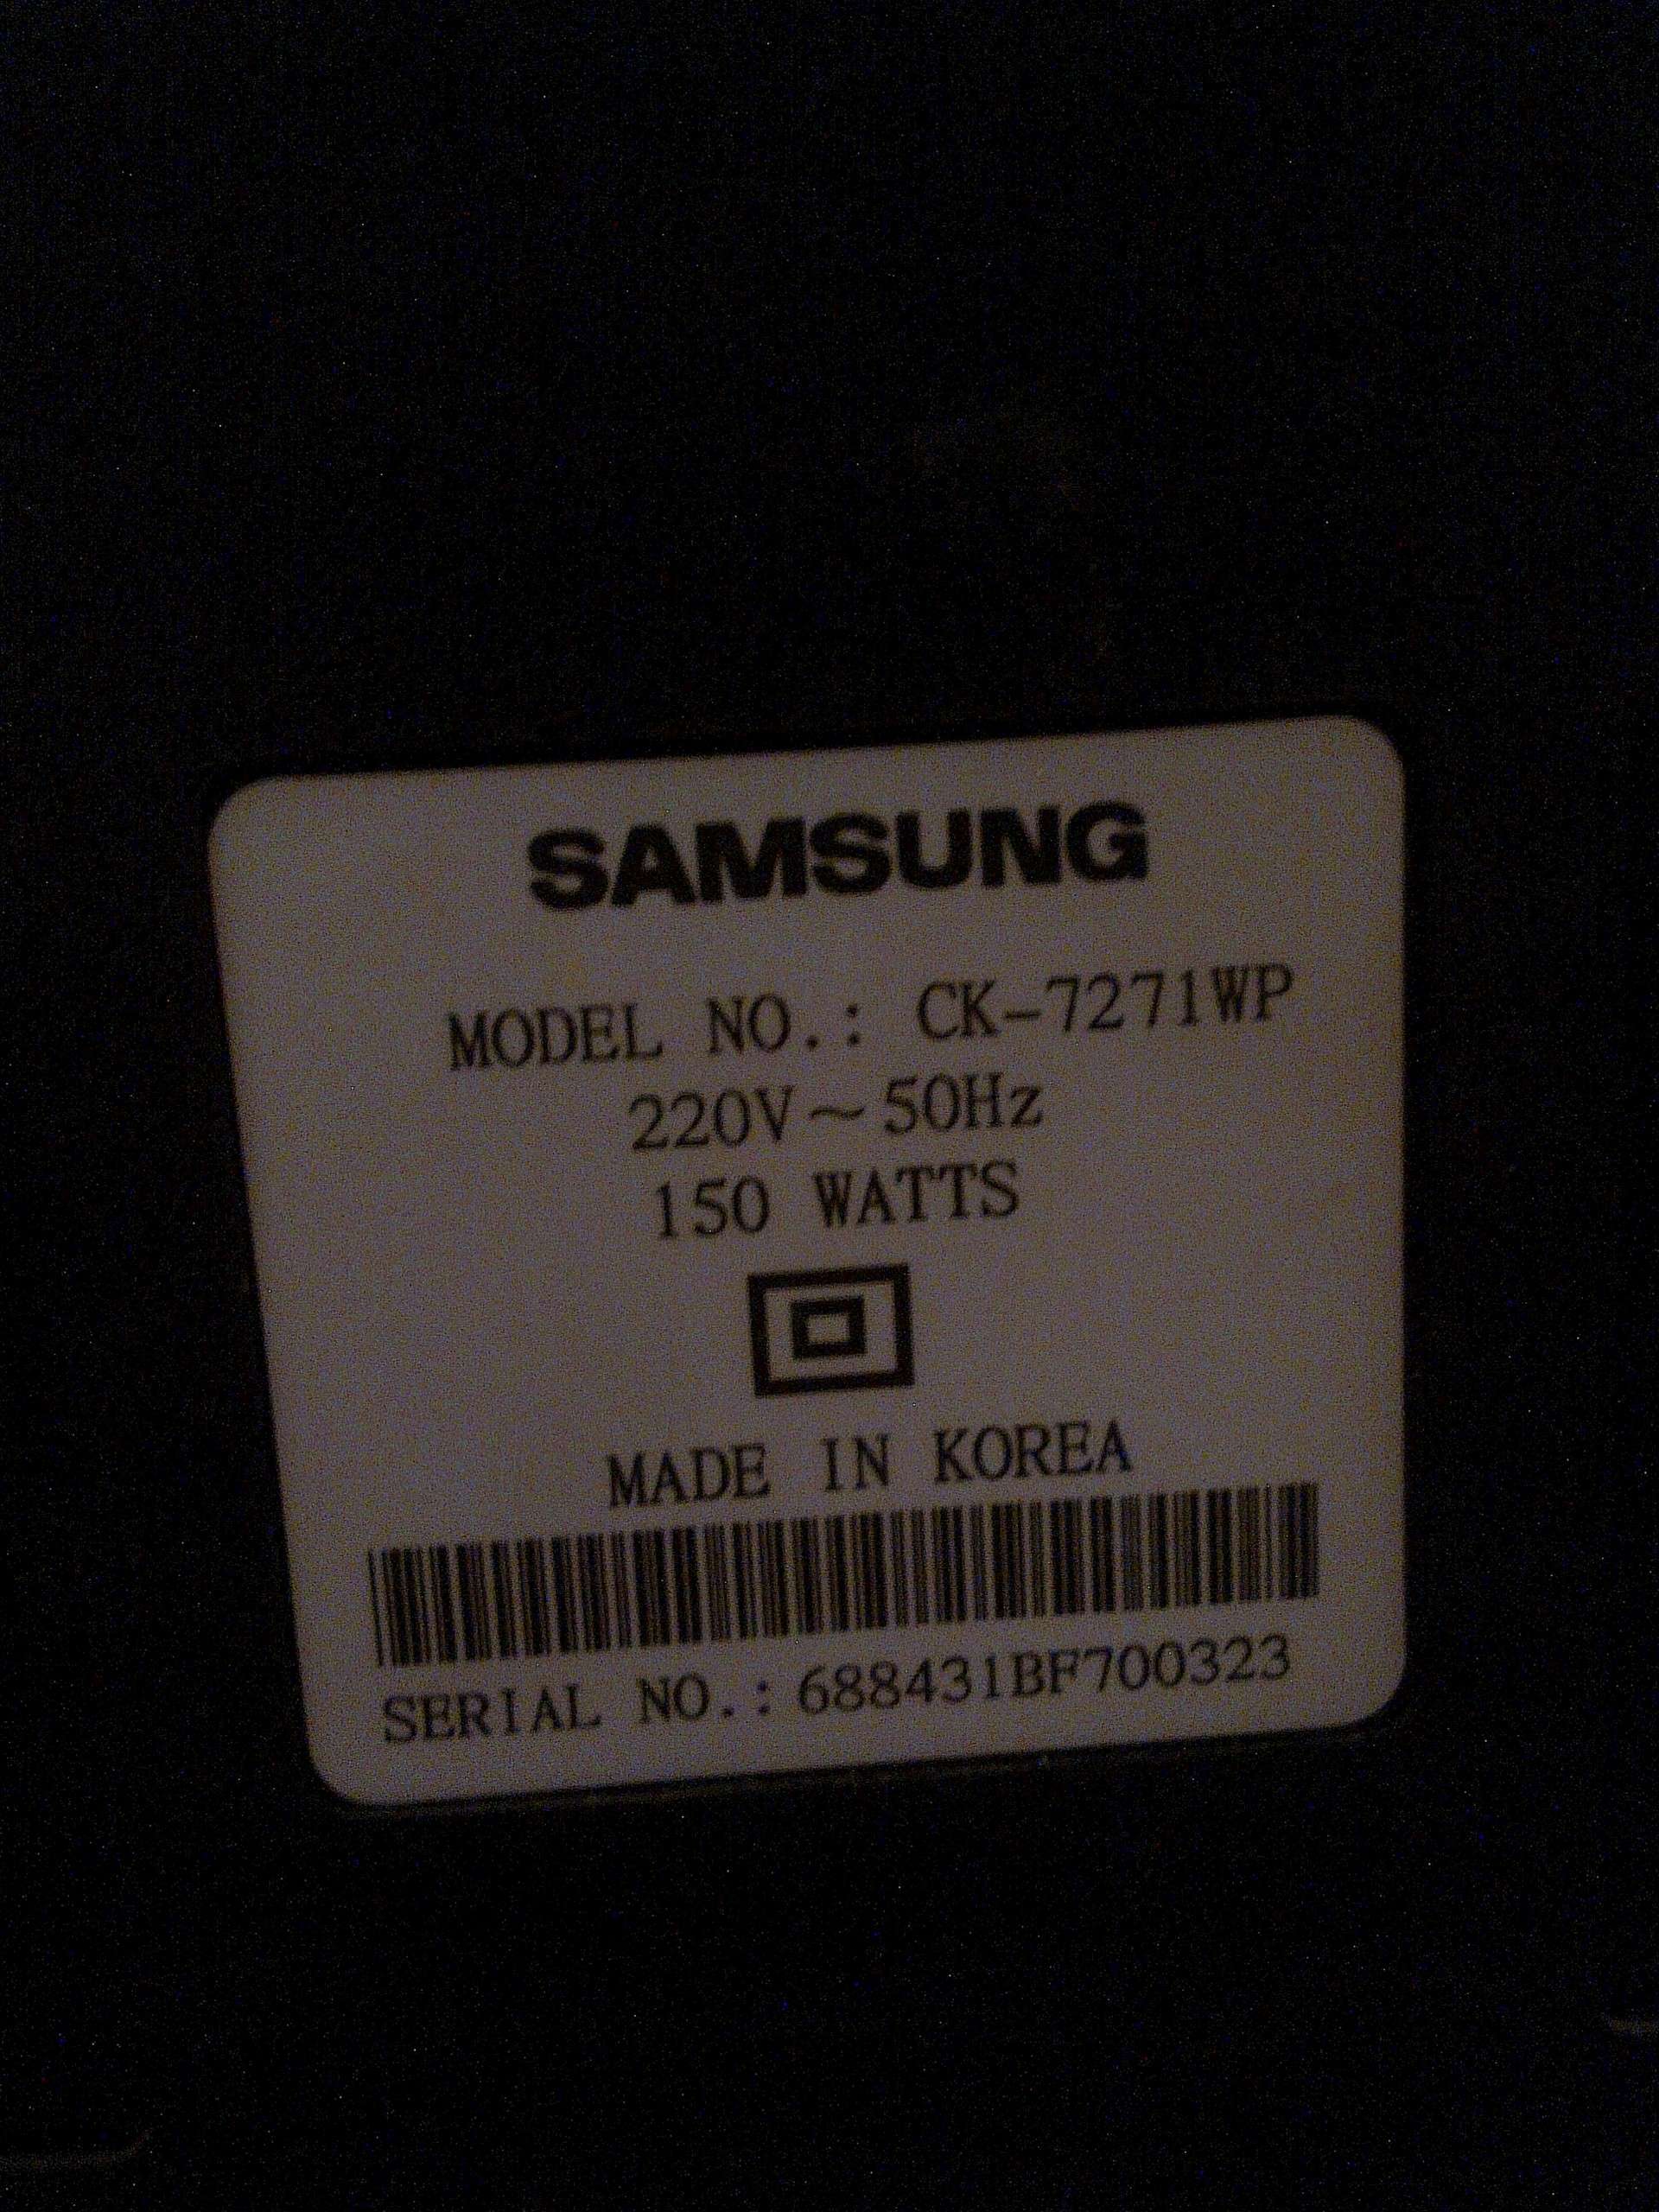 SAMSUNG
MODEL NO.: CK-7271WP
220V~50Hz
150 WATTS
MADE IN KOREA
SERIAL NO.: 688431BF700323